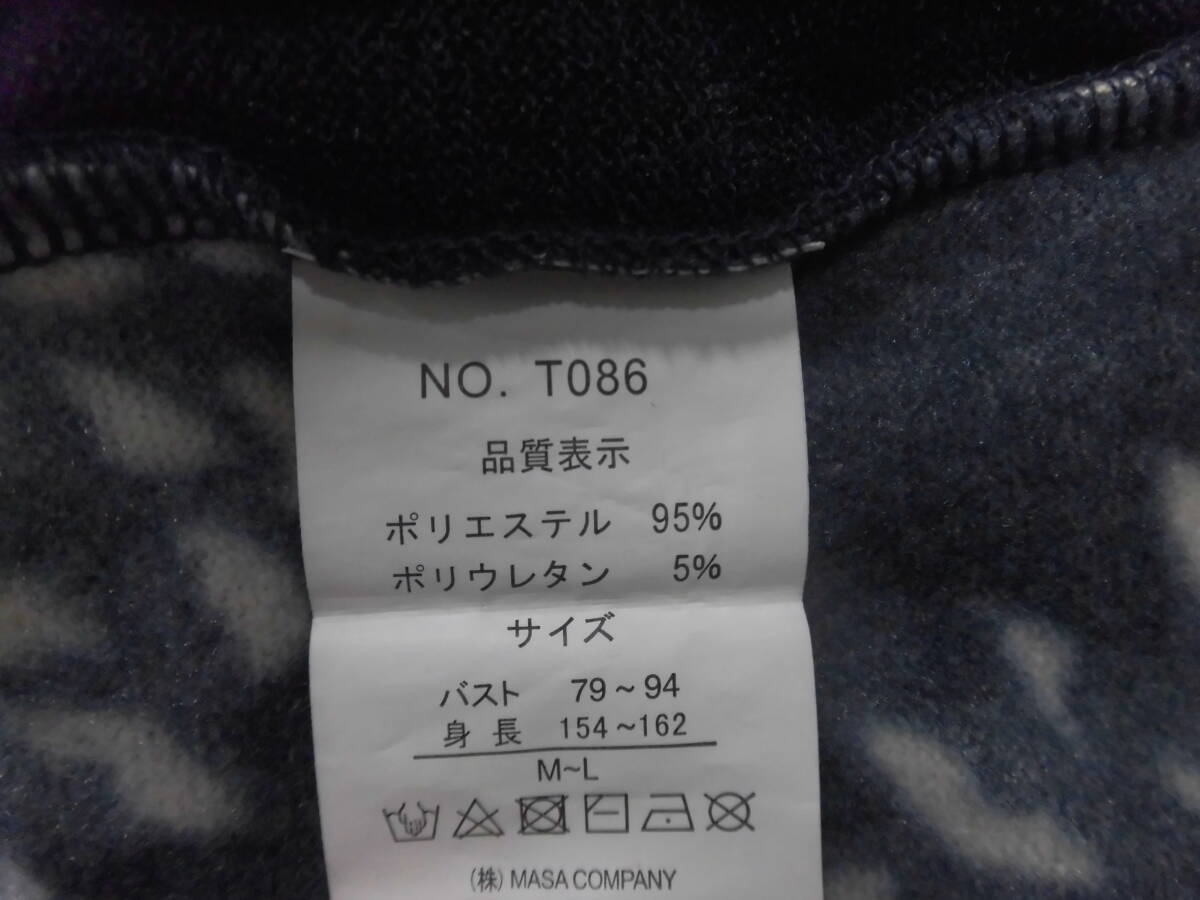 NO. T086
品質表示
ポリエステル 95%
ポリウレタン 5%
サイズ
バスト 79～94
身長 154～162
M~L
(株) MASA COMPANY